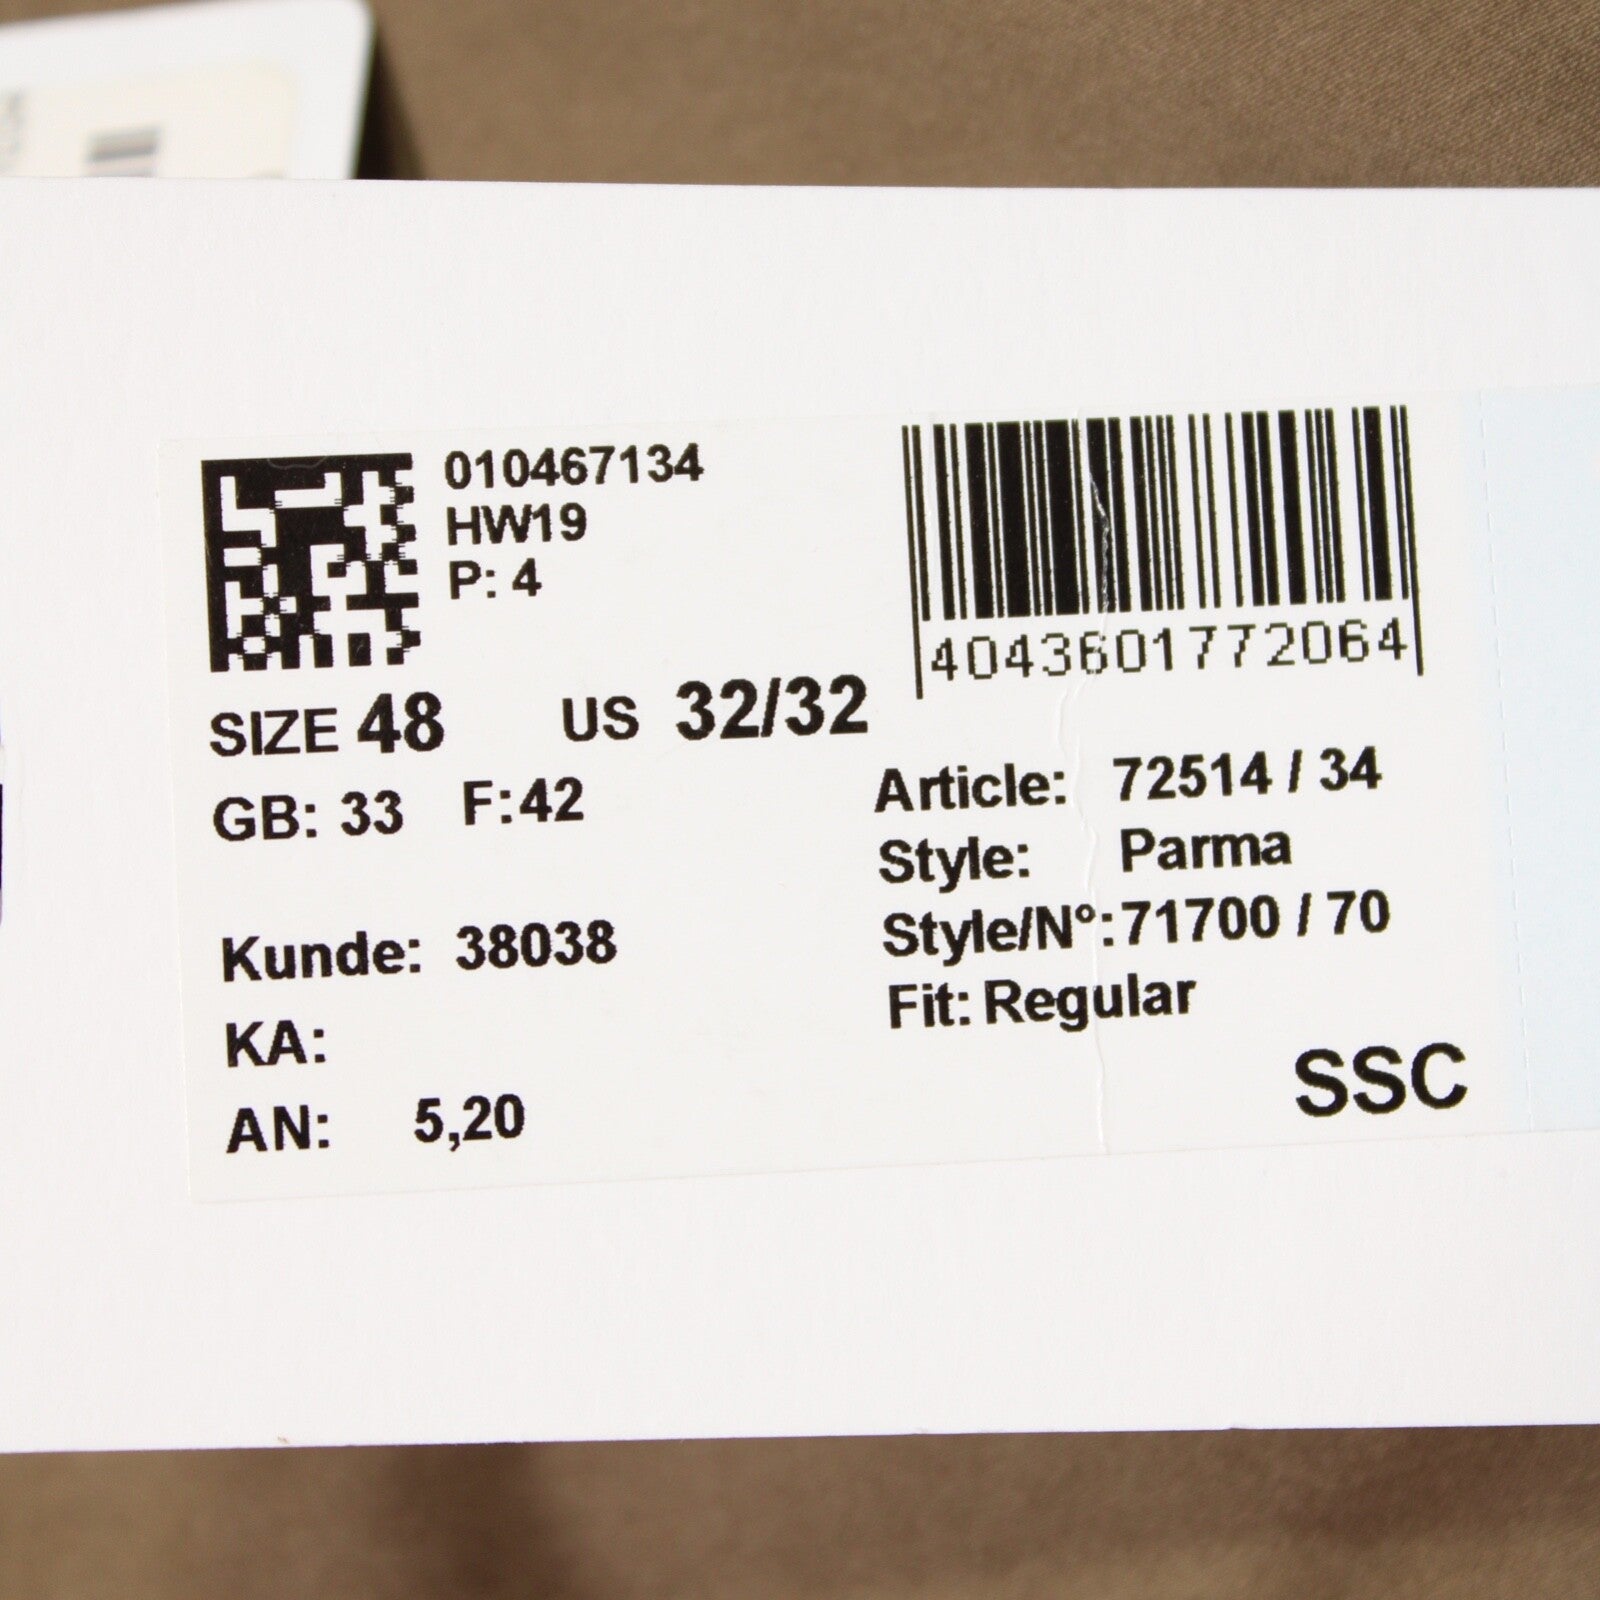 010467134
HW19
P: 4
4043601772064
SIZE 48 US 32/32
GB: 33 F:42
Article: 72514 / 34
Style: Parma
Style/N°:71700 / 70
Fit: Regular
Kunde: 38038
KA:
AN: 5,20
SSC